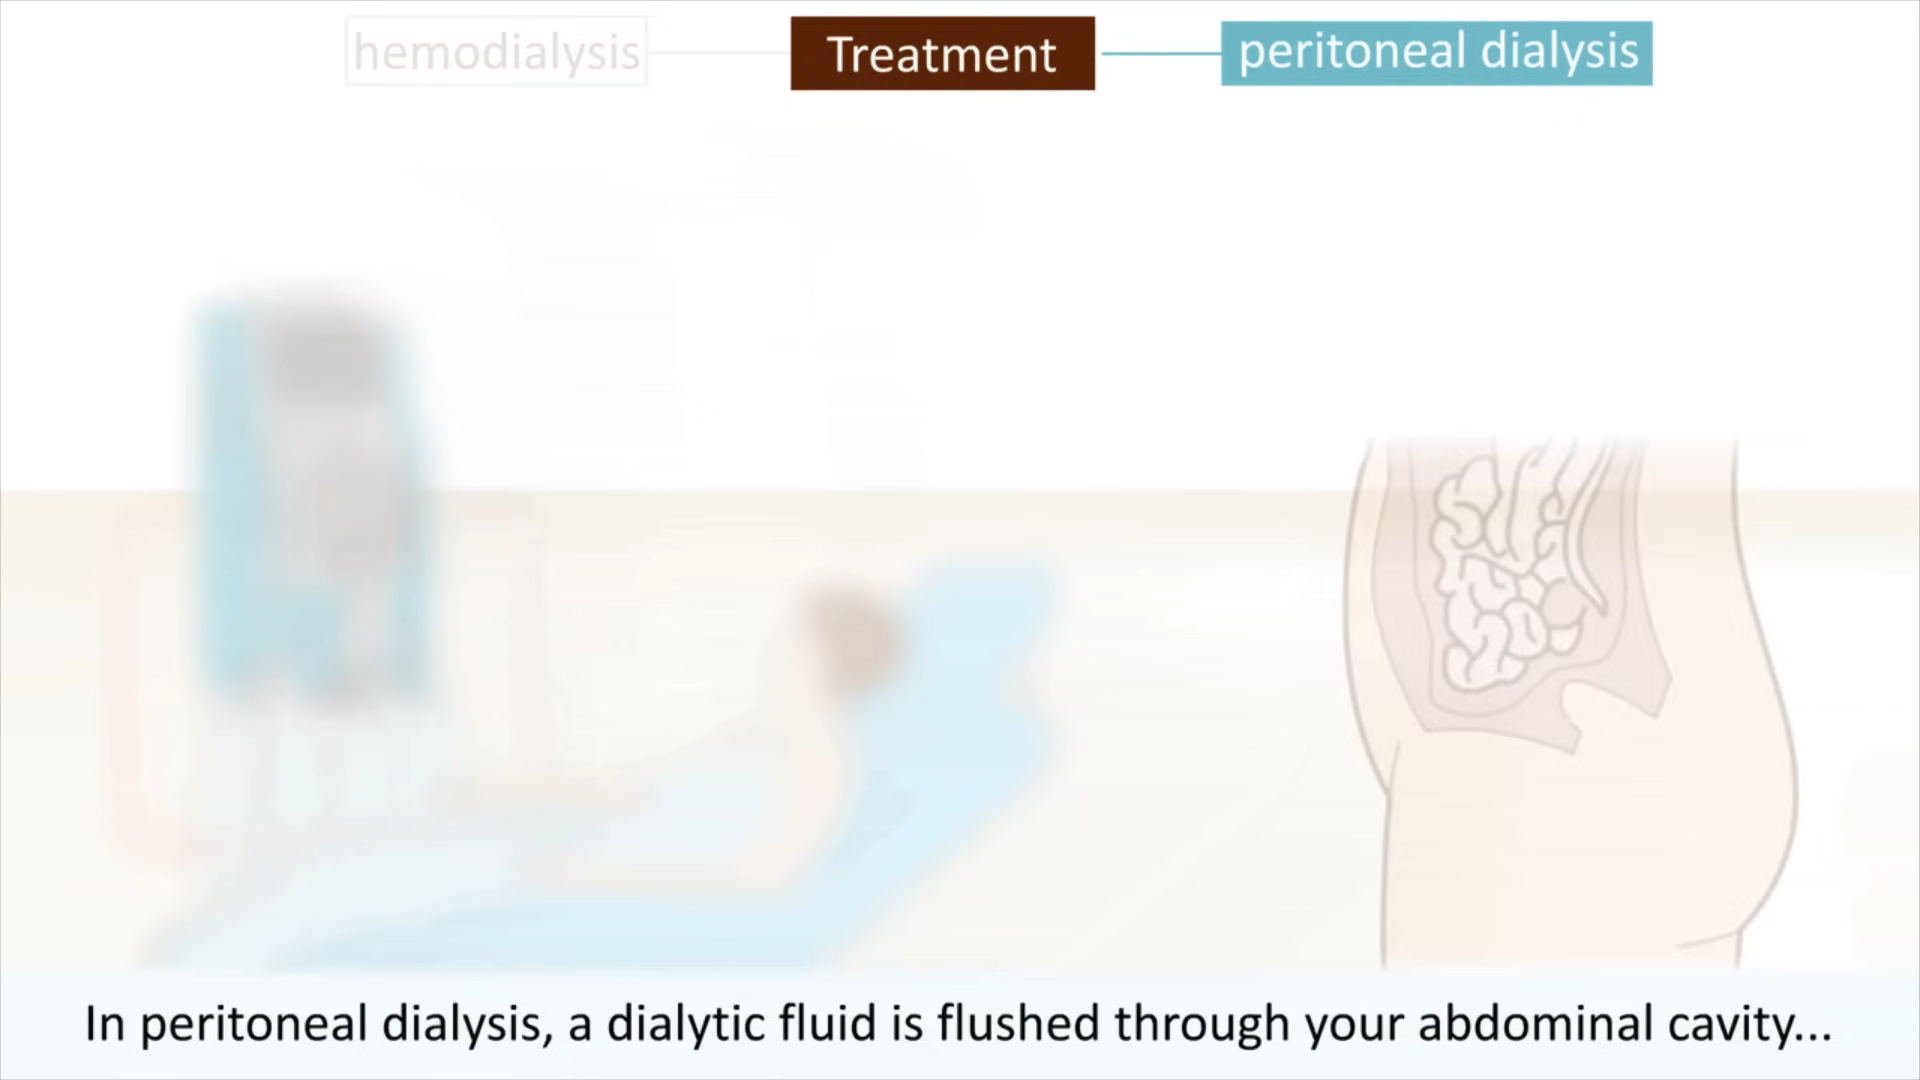 hemodialysis
Treatment
peritoneal dialysis
In peritoneal dialysis, a dialytic fluid is flushed through your abdominal cavity...